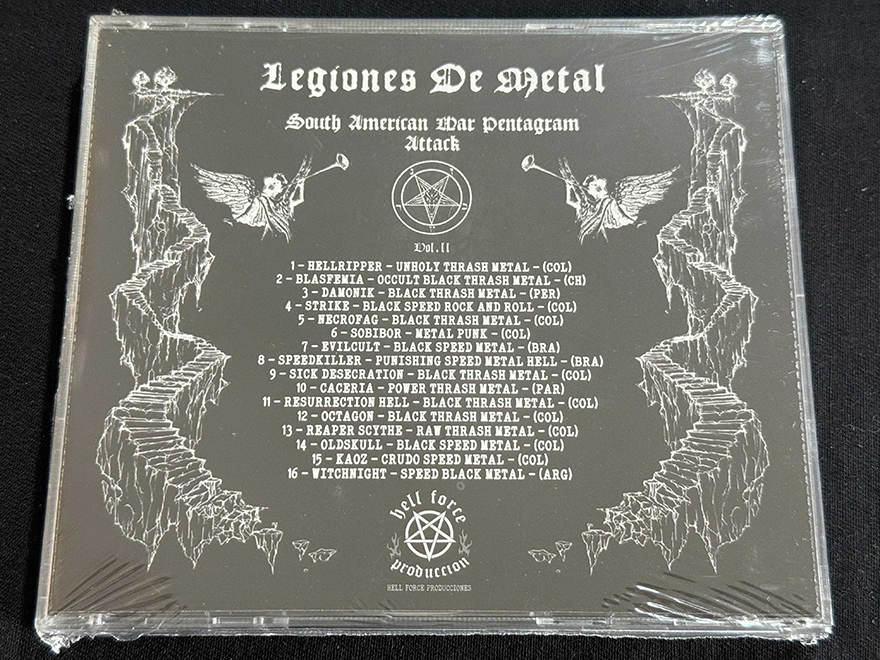 Legiones De Metal
South American War Pentagram
Attack
Vol.II
1 – HELLRIPPER – UNHOLY THRASH METAL – (COL)
2 – BLASFEMIA – OCCULT BLACK THRASH METAL – (CH)
3 – DAMONIK – BLACK THRASH METAL – (PER)
4 – STRIKE – BLACK SPEED ROCK AND ROLL – (COL)
5 – NECROFAG – BLACK THRASH METAL – (COL)
6 – SOBIBOR – METAL PUNK – (COL)
7 – EVILCULT – BLACK SPEED METAL – (BRA)
8 – SPEEDKILLER – PUNISHING SPEED METAL HELL – (BRA)
9 – SICK DESECRATION – BLACK THRASH METAL – (COL)
10 – CACERIA – POWER THRASH METAL – (PAR)
11 – RESURRECTION HELL – BLACK THRASH METAL – (COL)
12 – OCTAGON – BLACK THRASH METAL – (COL)
13 – REAPER SCYTHE – RAW THRASH METAL – (COL)
14 – OLDSKULL – BLACK SPEED METAL – (COL)
15 – KAOZ – CRUDO SPEED METAL – (COL)
16 – WITCHNIGHT – SPEED BLACK METAL – (ARG)
hell force
produccion
HELL FORCE PRODUCCIONES